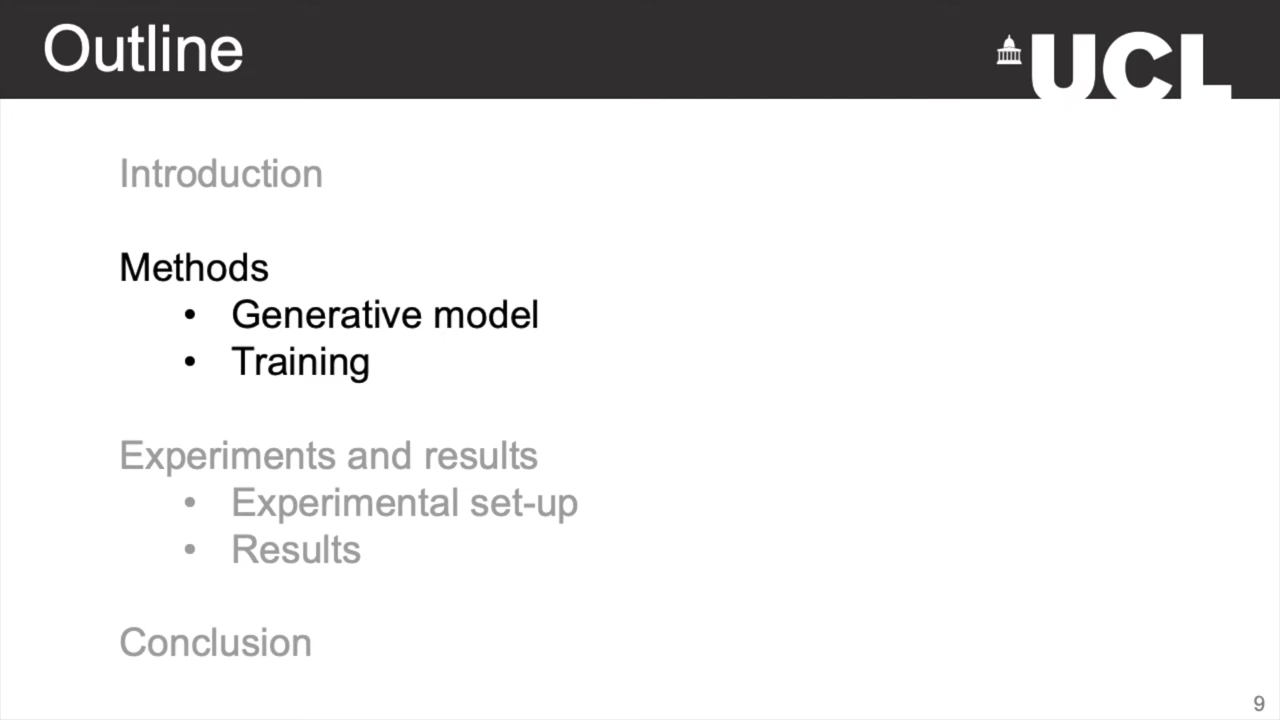 Outline
UCL
Introduction
Methods
• Generative model
• Training
Experiments and results
• Experimental set-up
• Results
Conclusion
9